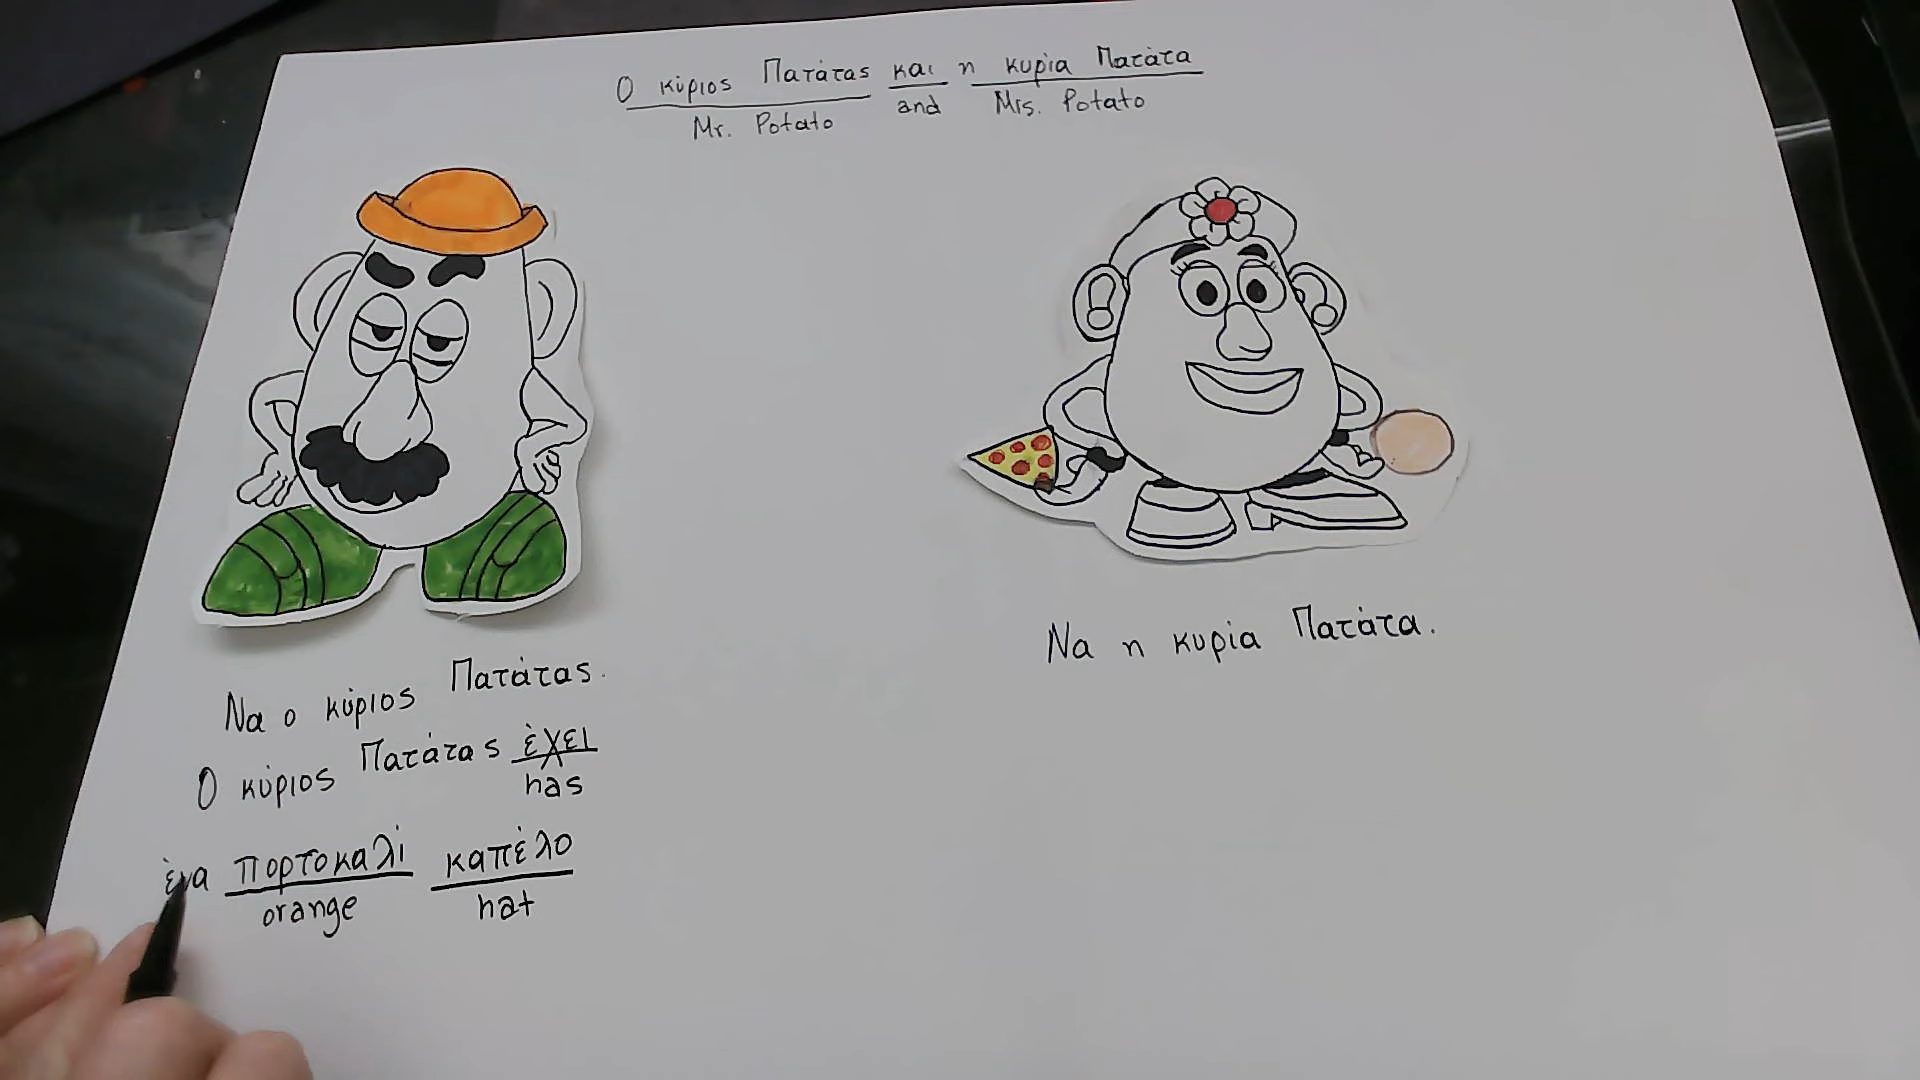 Ο κύριος Πατάτας και η κυρία Πατάτα
Mr. Potato and Mrs. Potato
Να ο κύριος Πατάτας.
Ο κύριος Πατάτας έχει
has
ένα πορτοκαλί καπέλο
orange hat
Να η κυρία Πατάτα.